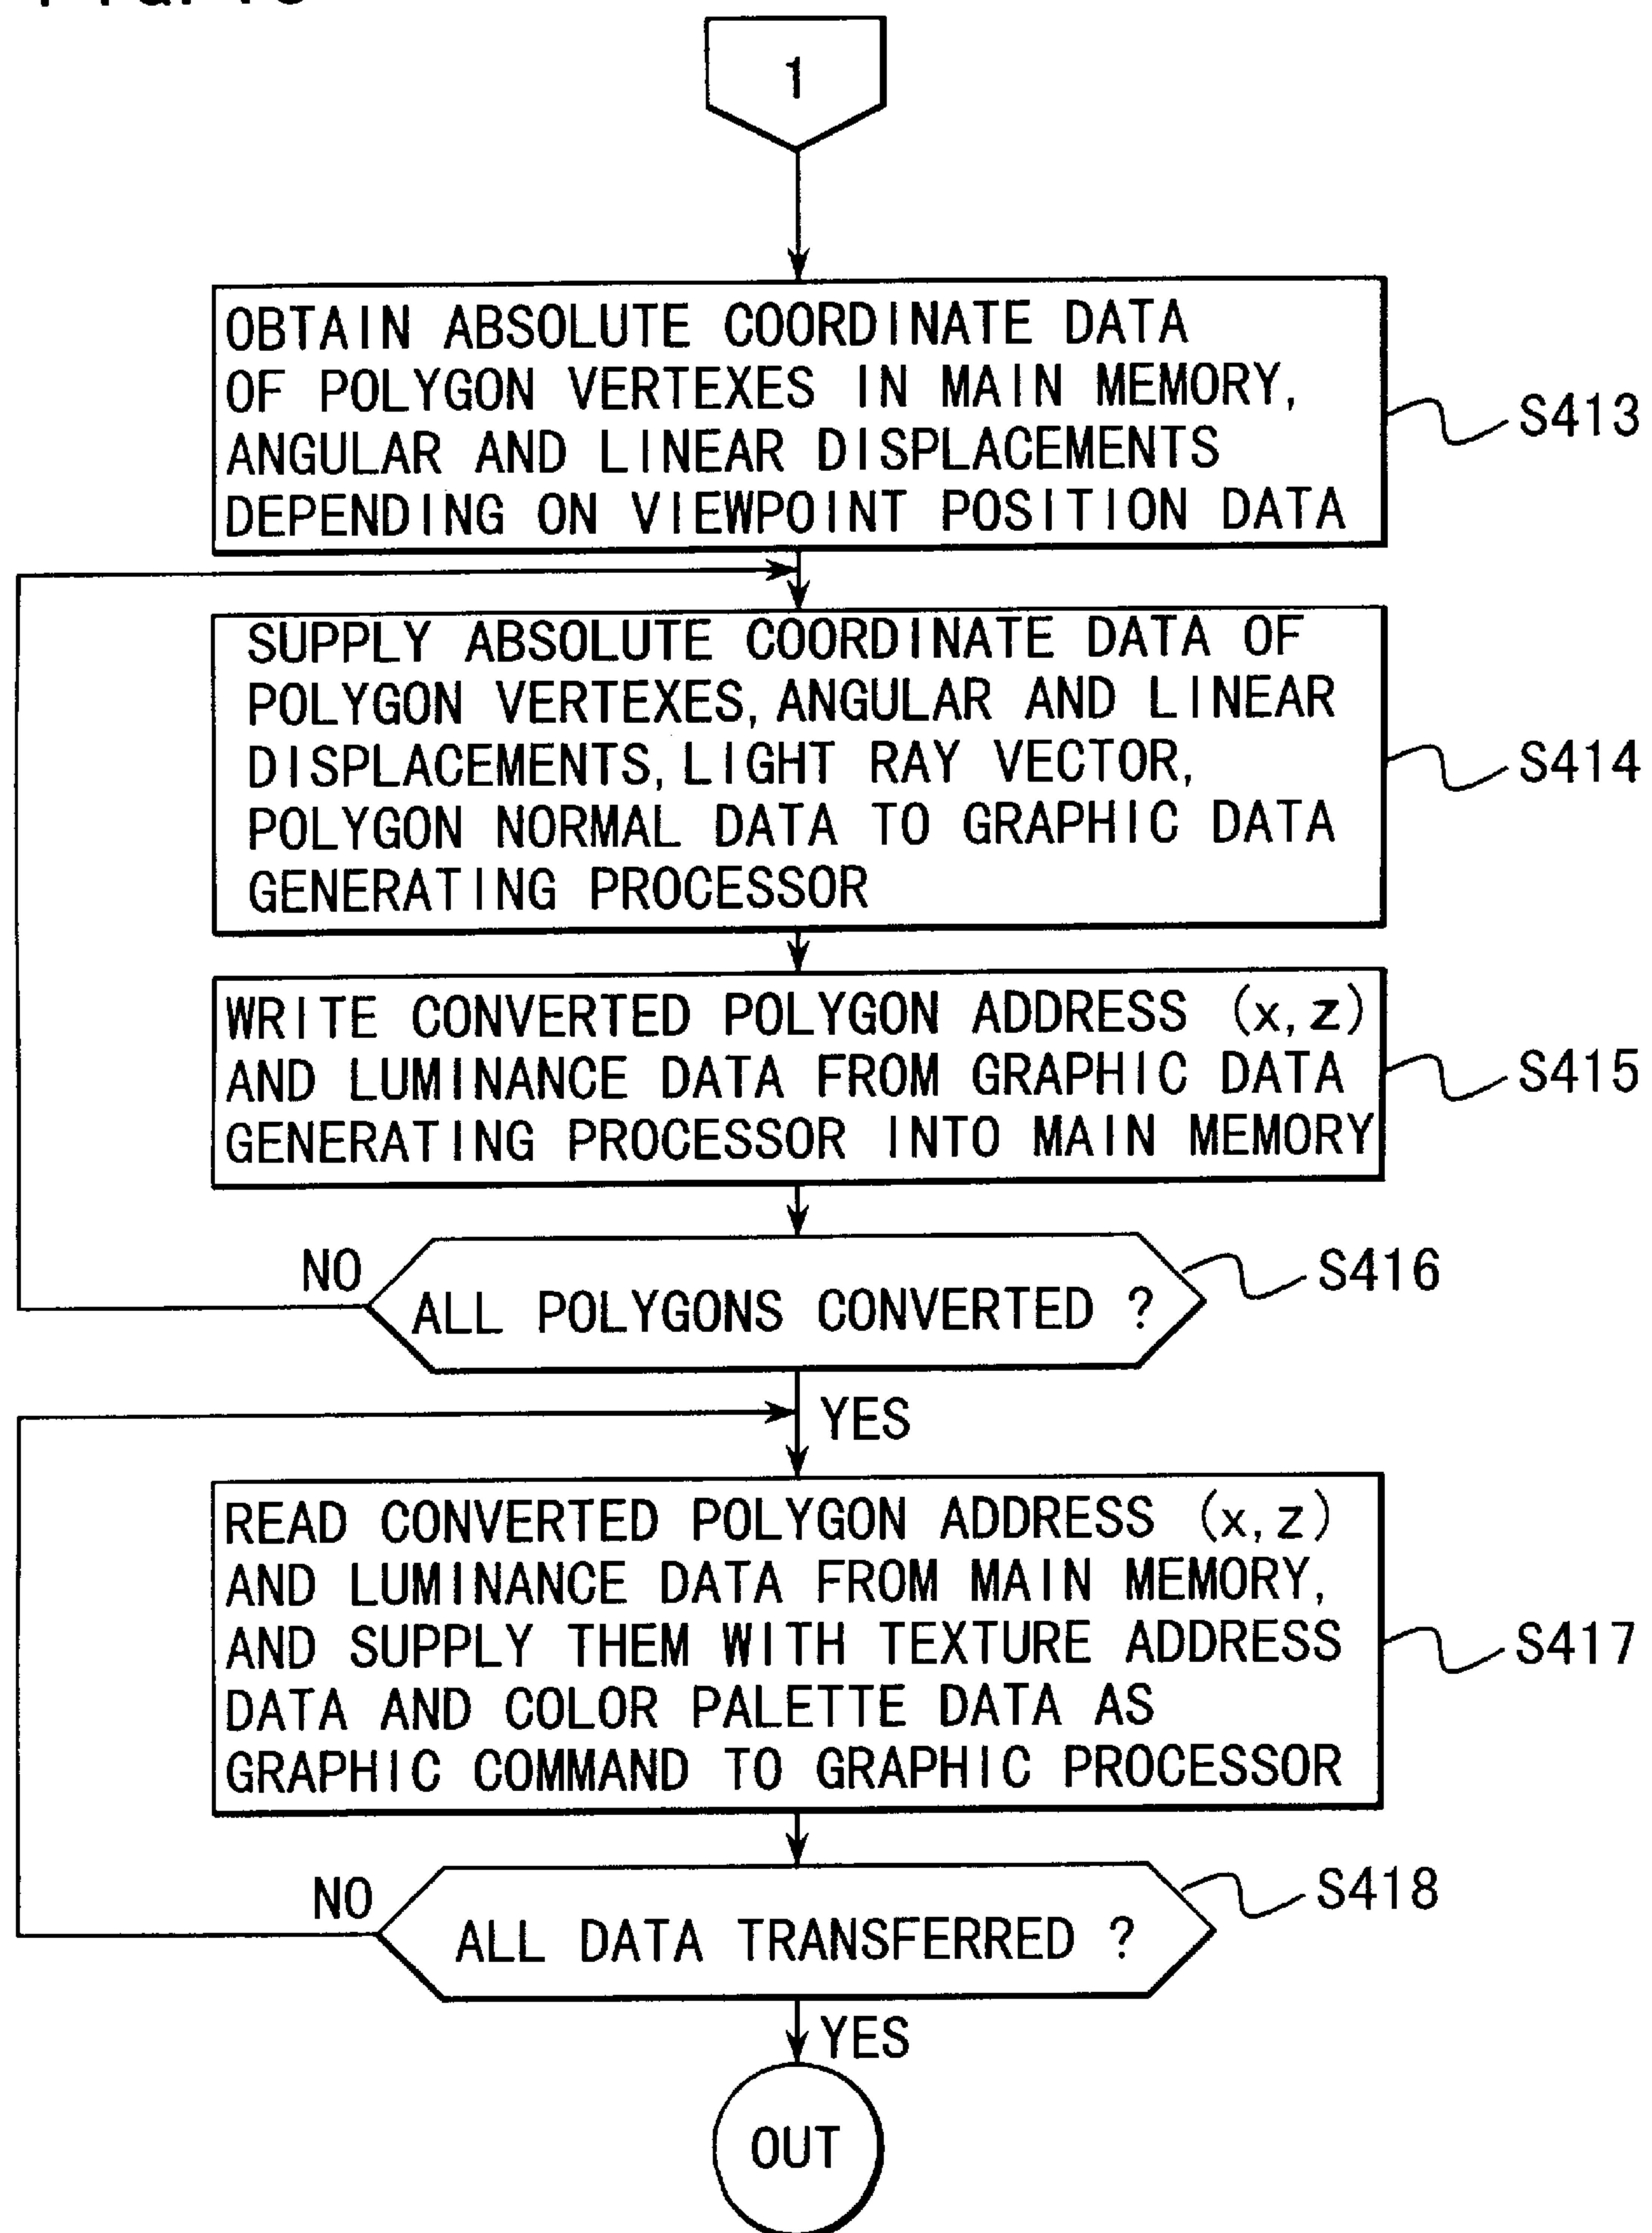 1
OBTAIN ABSOLUTE COORDINATE DATA
OF POLYGON VERTEXES IN MAIN MEMORY,
ANGULAR AND LINEAR DISPLACEMENTS
DEPENDING ON VIEWPOINT POSITION DATA
S413
SUPPLY ABSOLUTE COORDINATE DATA OF
POLYGON VERTEXES, ANGULAR AND LINEAR
DISPLACEMENTS, LIGHT RAY VECTOR,
POLYGON NORMAL DATA TO GRAPHIC DATA
GENERATING PROCESSOR
S414
WRITE CONVERTED POLYGON ADDRESS (x, z)
AND LUMINANCE DATA FROM GRAPHIC DATA
GENERATING PROCESSOR INTO MAIN MEMORY
S415
NO
ALL POLYGONS CONVERTED ?
S416
YES
READ CONVERTED POLYGON ADDRESS (x, z)
AND LUMINANCE DATA FROM MAIN MEMORY,
AND SUPPLY THEM WITH TEXTURE ADDRESS
DATA AND COLOR PALETTE DATA AS
GRAPHIC COMMAND TO GRAPHIC PROCESSOR
S417
NO
ALL DATA TRANSFERRED ?
S418
YES
OUT